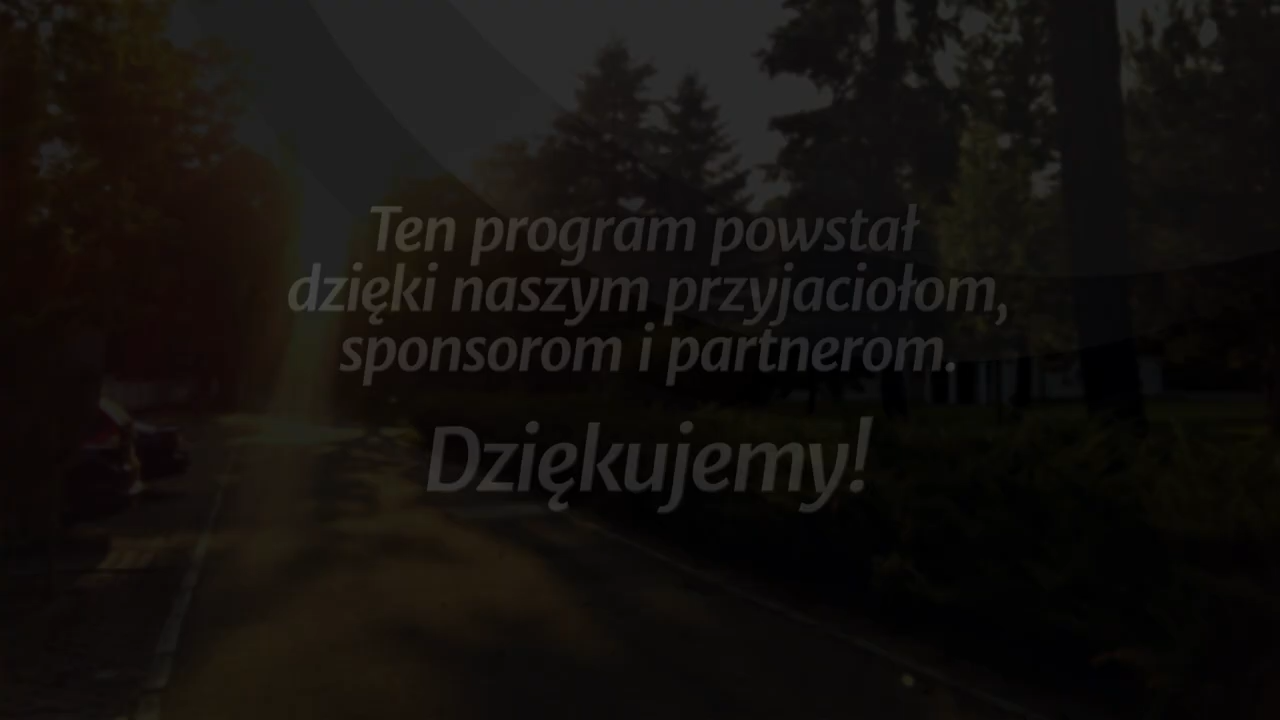 Ten program powstał
dzięki naszym przyjaciołom,
sponsorom i partnerom.
Dziękujemy!